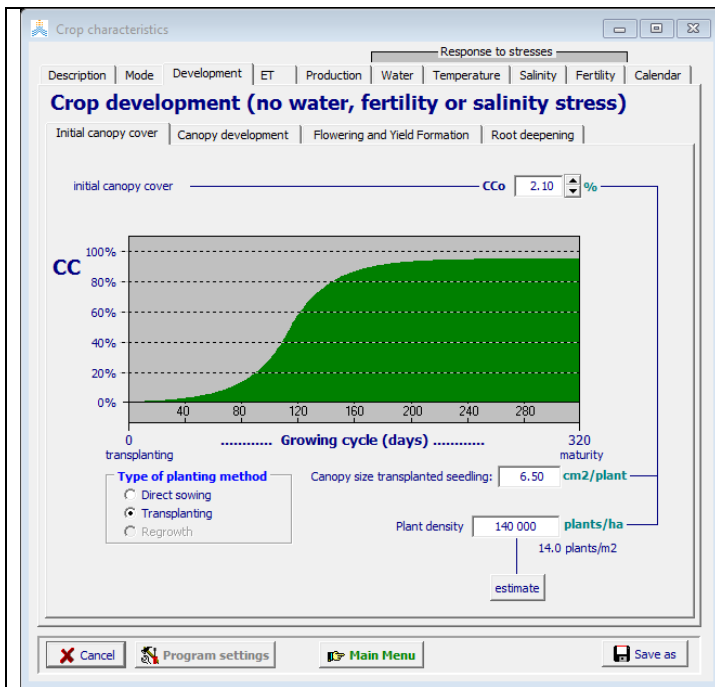 Crop characteristics
Response to stresses
Description Mode Development ET Production Water Temperature Salinity Fertility Calendar
Crop development (no water, fertility or salinity stress)
Initial canopy cover Canopy development Flowering and Yield Formation Root deepening
initial canopy cover CCo 2.10 %
CC
100%
80%
60%
40%
20%
0%
40 80 120 160 200 240 280
0 ............ Growing cycle (days) ............ 320
transplanting maturity
Type of planting method
Direct sowing
Transplanting
Regrowth
Canopy size transplanted seedling: 6.50 cm2/plant
Plant density 140 000 plants/ha
14.0 plants/m2
estimate
Cancel Program settings Main Menu Save as